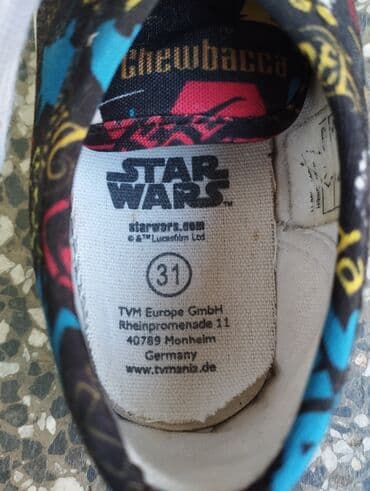 Chewbacca
STAR
WARS™
starwars.com
© &™ Lucasfilm Ltd
31
TVM Europe GmbH
Rheinpromenade 11
40789 Monheim
Germany
www.tvmania.de